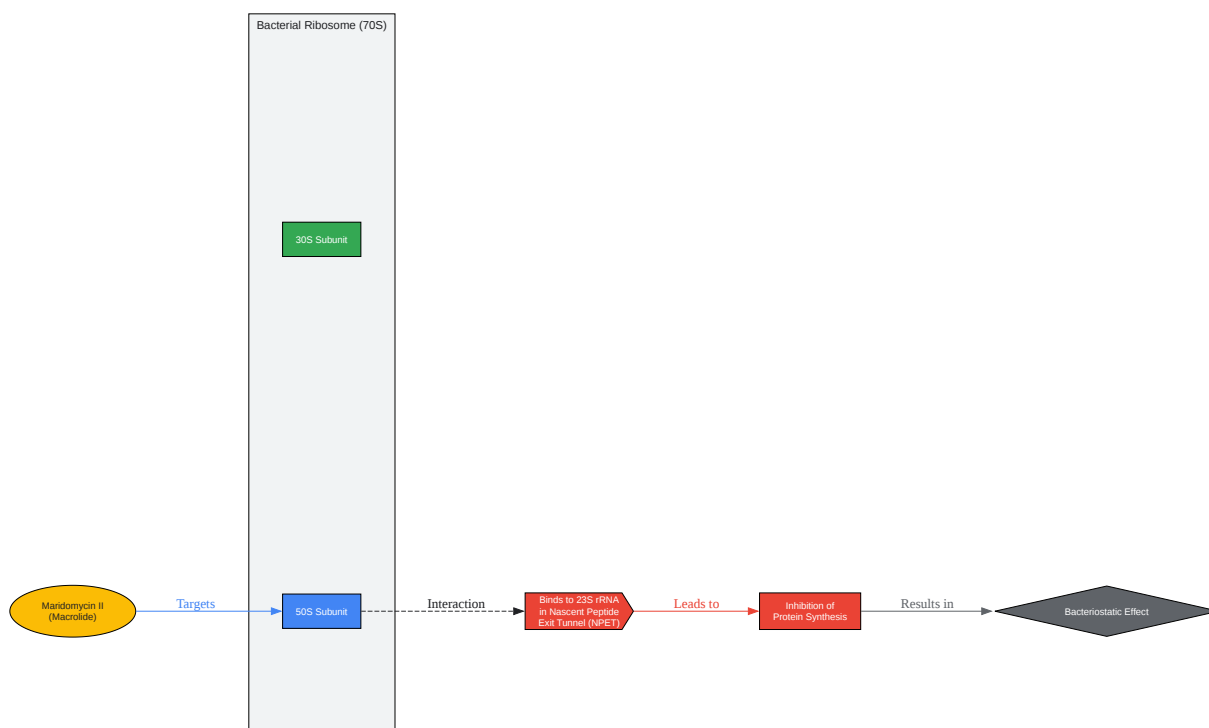 Bacterial Ribosome (70S)
30S Subunit
Maridomycin II
(Macrolide)
Targets
50S Subunit
Interaction
Binds to 23S rRNA
in Nascent Peptide
Exit Tunnel (NPET)
Leads to
Inhibition of
Protein Synthesis
Results in
Bacteriostatic Effect